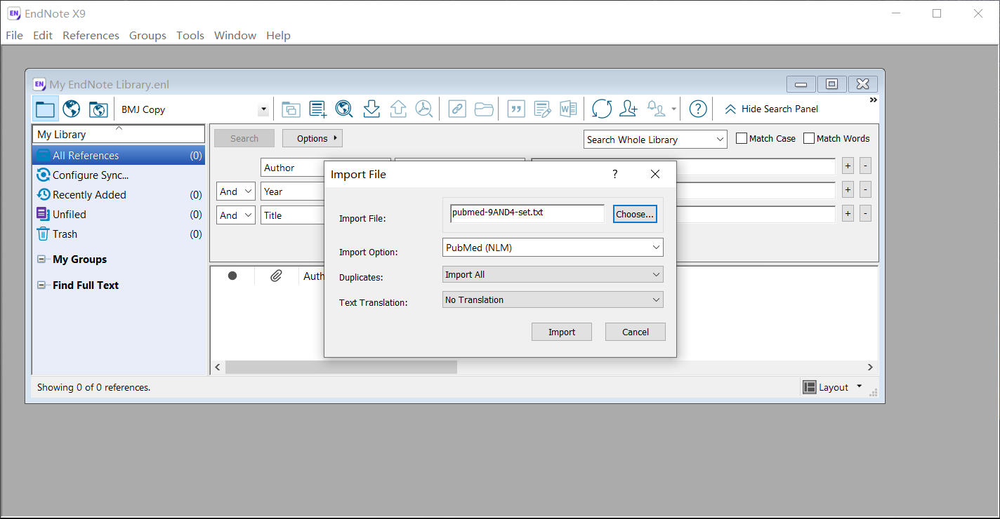 EN EndNote X9
File Edit References Groups Tools Window Help
EN My EndNote Library.enl
BMJ Copy
Hide Search Panel
My Library
All References (0)
Configure Sync...
Recently Added (0)
Unfiled (0)
Trash (0)
My Groups
Find Full Text
Search Options Search Whole Library Match Case Match Words
Author + -
And Year + -
And Title + -
Auth
Import File ?
Import File: pubmed-9AND4-set.txt Choose...
Import Option: PubMed (NLM)
Duplicates: Import All
Text Translation: No Translation
Import Cancel
Showing 0 of 0 references.
Layout